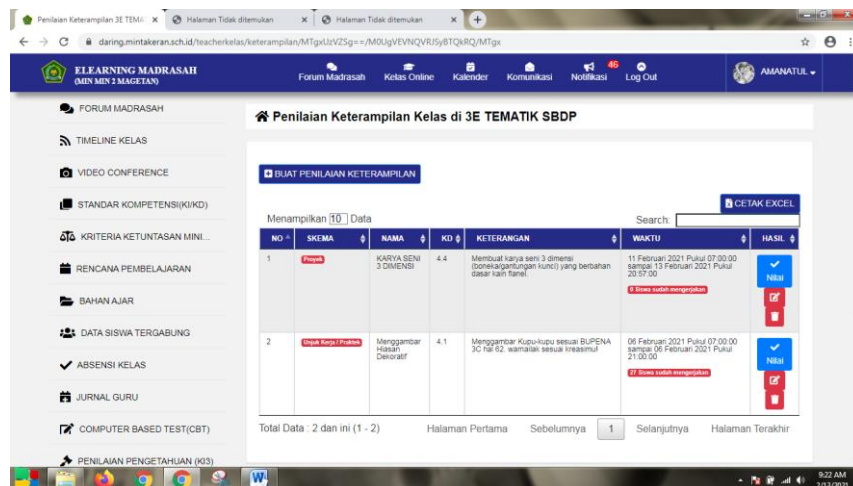 Penilaian Keterampilan 3E TEMA
Halaman Tidak ditemukan
Halaman Tidak ditemukan
daring.mintakeran.sch.id/teacherkelas/keterampilan/MTgxUzVZSg==/M0UgVEVNQVRJSyBTQkRQ/MTgx
ELEARNING MADRASAH
(MIN MIN 2 MAGETAN)
Forum Madrasah
Kelas Online
Kalender
Komunikasi
Notifikasi
46
Log Out
AMANATUL
FORUM MADRASAH
TIMELINE KELAS
VIDEO CONFERENCE
STANDAR KOMPETENSI(KI/KD)
KRITERIA KETUNTASAN MINI...
RENCANA PEMBELAJARAN
BAHAN AJAR
DATA SISWA TERGABUNG
ABSENSI KELAS
JURNAL GURU
COMPUTER BASED TEST(CBT)
PENILAIAN PENGETAHUAN (KI3)
Penilaian Keterampilan Kelas di 3E TEMATIK SBDP
BUAT PENILAIAN KETERAMPILAN
CETAK EXCEL
Menampilkan 10 Data
Search:
NO SKEMA NAMA KD KETERANGAN WAKTU HASIL
1
Proyek
KARYA SENI
3 DIMENSI
4.4
Membuat karya seni 3 dimensi
(boneka/gantungan kunci) yang berbahan
dasar kain flanel.
11 Februari 2021 Pukul 07:00:00
sampai 13 Februari 2021 Pukul
20:57:00
Siswa sudah mengerjakan
Nilai
2
Unjuk Kerja / Praktek
Menggambar
Hiasan
Dekoratif
4.1
Menggambar Kupu-kupu sesuai BUPENA
3C hal 62. warnailak sesuai kreasimu!
06 Februari 2021 Pukul 07:00:00
sampai 06 Februari 2021 Pukul
21:00:00
27 Siswa sudah mengerjakan
Nilai
Total Data : 2 dan ini (1 - 2)
Halaman Pertama
Sebelumnya
1
Selanjutnya
Halaman Terakhir
9:22 AM
2/13/2021